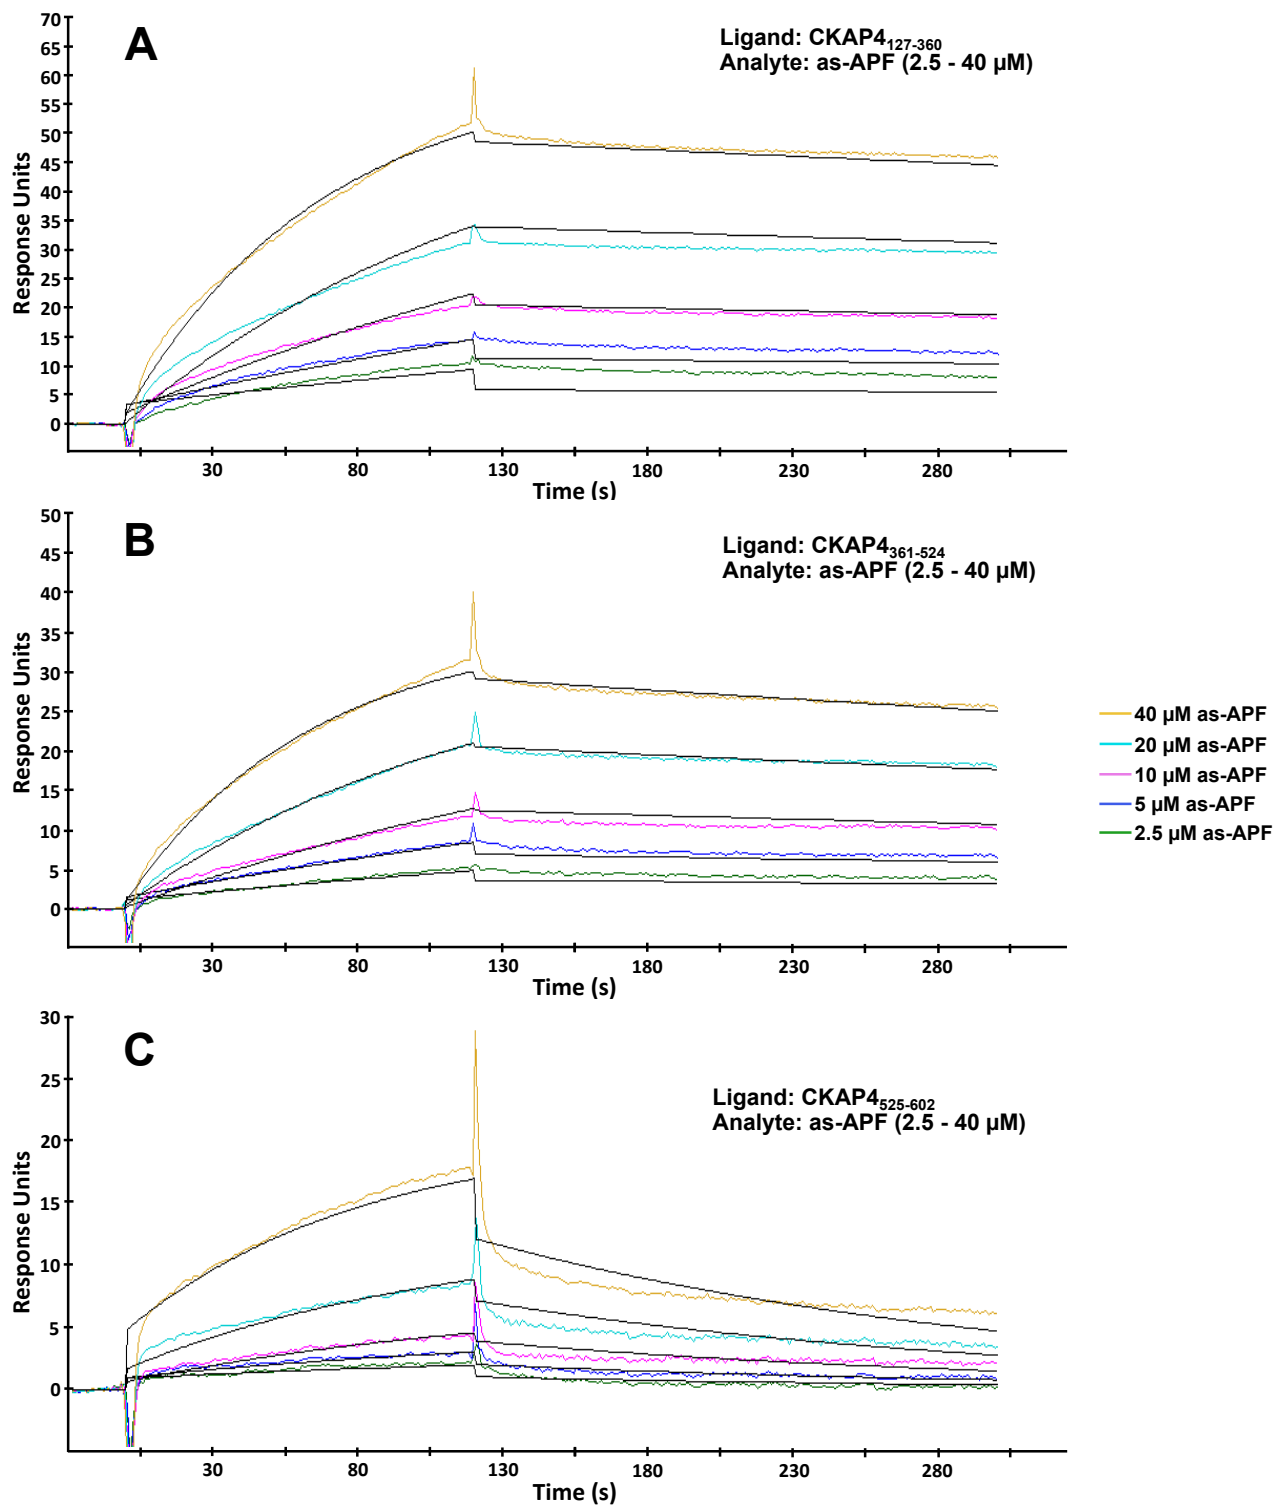 A
Ligand: CKAP4127-360
Analyte: as-APF (2.5 - 40 µM)
Response Units
70
65
60
55
50
45
40
35
30
25
20
15
10
5
0
30 80 130 180 230 280
Time (s)
B
Ligand: CKAP4361-524
Analyte: as-APF (2.5 - 40 µM)
Response Units
50
45
40
35
30
25
20
15
10
5
0
30 80 130 180 230 280
Time (s)
40 µM as-APF
20 µM as-APF
10 µM as-APF
5 µM as-APF
2.5 µM as-APF
C
Ligand: CKAP4525-602
Analyte: as-APF (2.5 - 40 µM)
Response Units
30
25
20
15
10
5
0
30 80 130 180 230 280
Time (s)